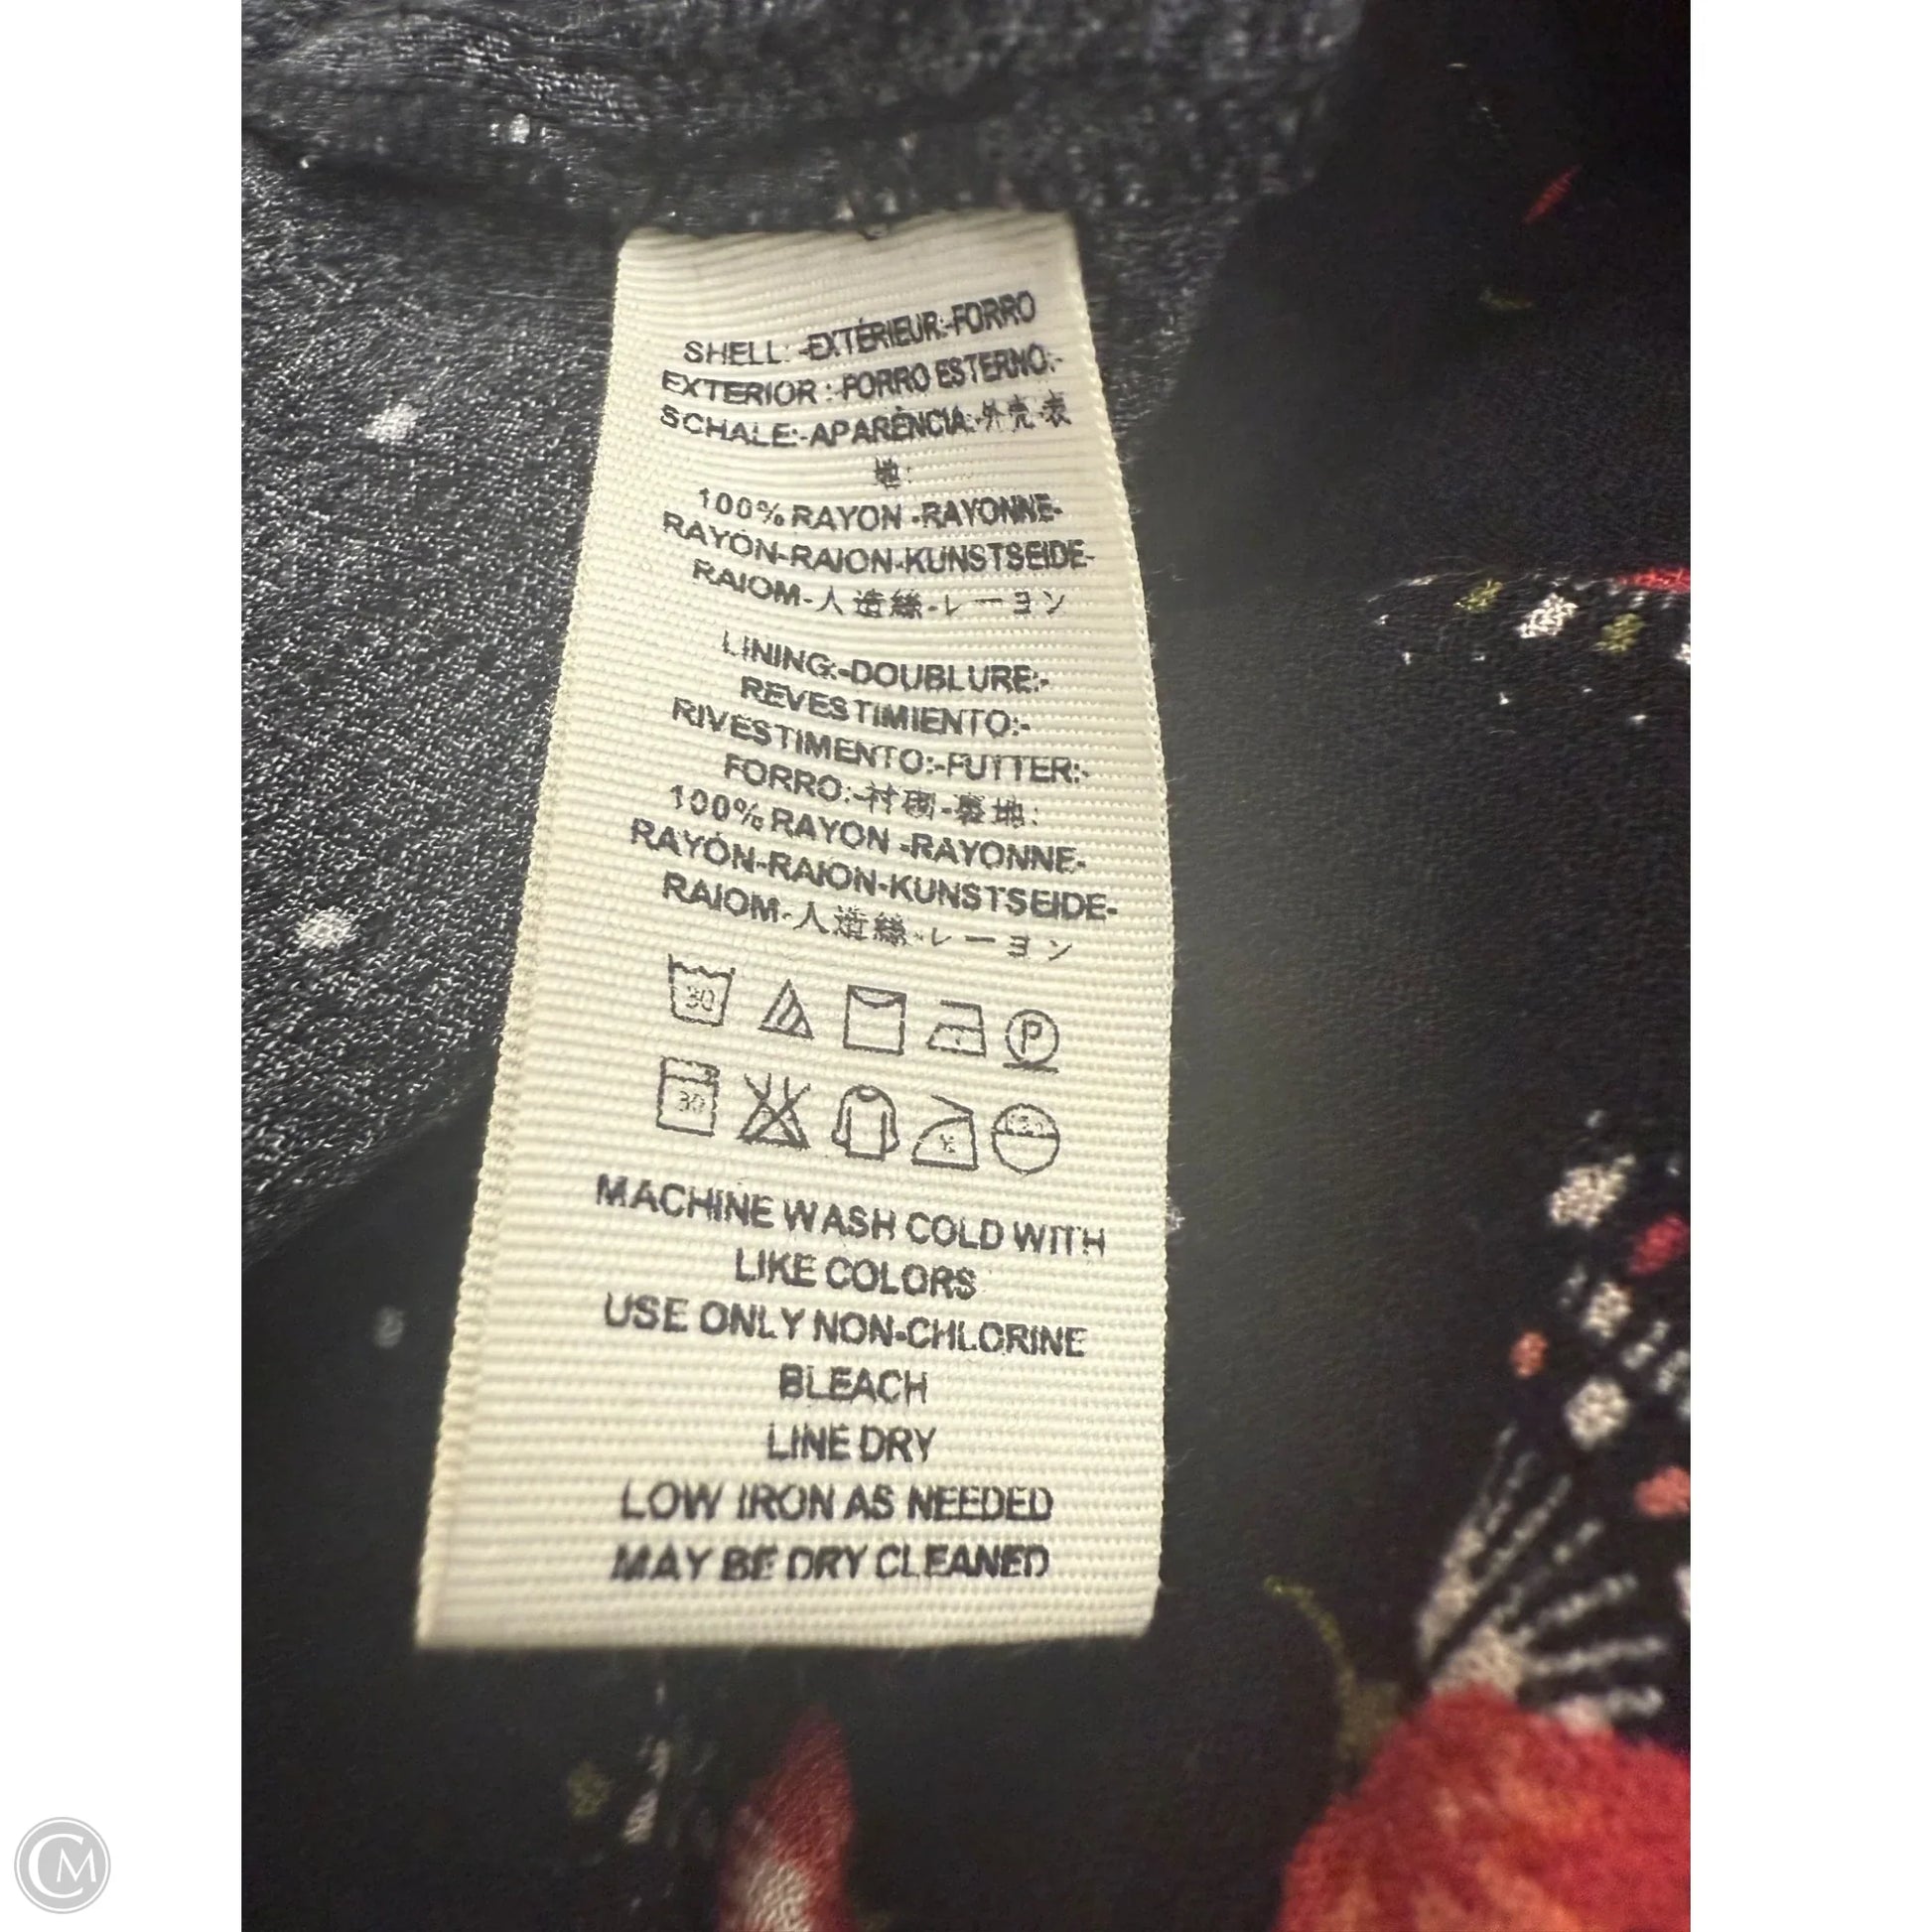 SHELL: -EXTÉRIEUR:-FORRO
EXTERIOR :-FORRO ESTERNO:-
SCHALE:-APARÊNCIA:-外壳-表
地:
100% RAYON -RAYONNE-
RAYÓN-RAION-KUNSTSEIDE-
RAIOM-人造絲-レーヨン
LINING:-DOUBLURE:-
REVESTIMIENTO:-
RIVESTIMENTO:-FUTTER:-
FORRO:-衬里-裏地:
100% RAYON -RAYONNE-
RAYÓN-RAION-KUNSTSEIDE-
RAIOM-人造絲-レーヨン
30
P
30
MACHINE WASH COLD WITH
LIKE COLORS
USE ONLY NON-CHLORINE
BLEACH
LINE DRY
LOW IRON AS NEEDED
MAY BE DRY CLEANED
CM